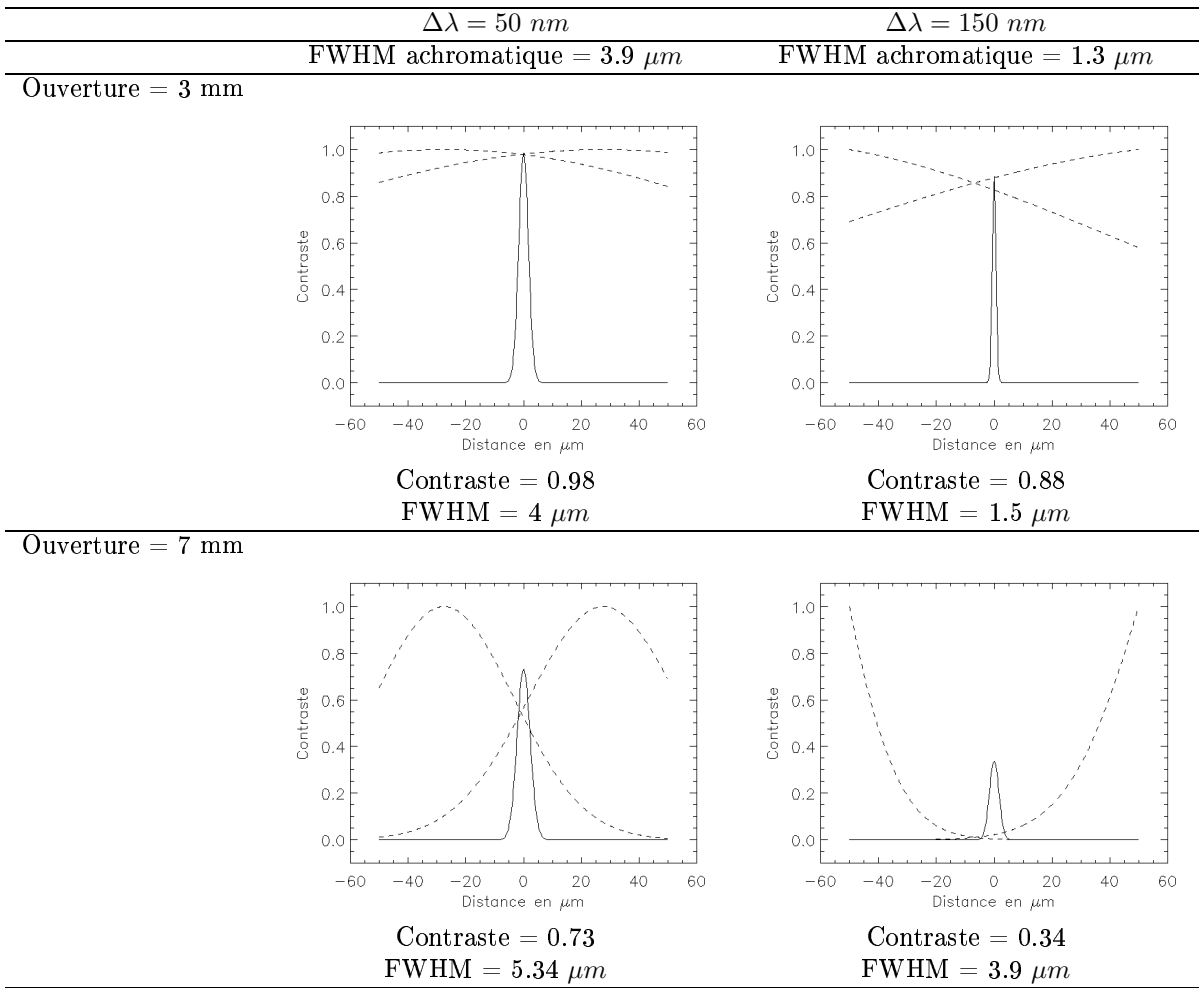 Δλ = 50 nm Δλ = 150 nm
FWHM achromatique = 3.9 μm FWHM achromatique = 1.3 μm
Ouverture = 3 mm
1.0
0.8
0.6
0.4
0.2
0.0
Contraste
−60 −40 −20 0 20 40 60
Distance en μm
1.0
0.8
0.6
0.4
0.2
0.0
Contraste
−60 −40 −20 0 20 40 60
Distance en μm
Contraste = 0.98 Contraste = 0.88
FWHM = 4 μm FWHM = 1.5 μm
Ouverture = 7 mm
1.0
0.8
0.6
0.4
0.2
0.0
Contraste
−60 −40 −20 0 20 40 60
Distance en μm
1.0
0.8
0.6
0.4
0.2
0.0
Contraste
−60 −40 −20 0 20 40 60
Distance en μm
Contraste = 0.73 Contraste = 0.34
FWHM = 5.34 μm FWHM = 3.9 μm